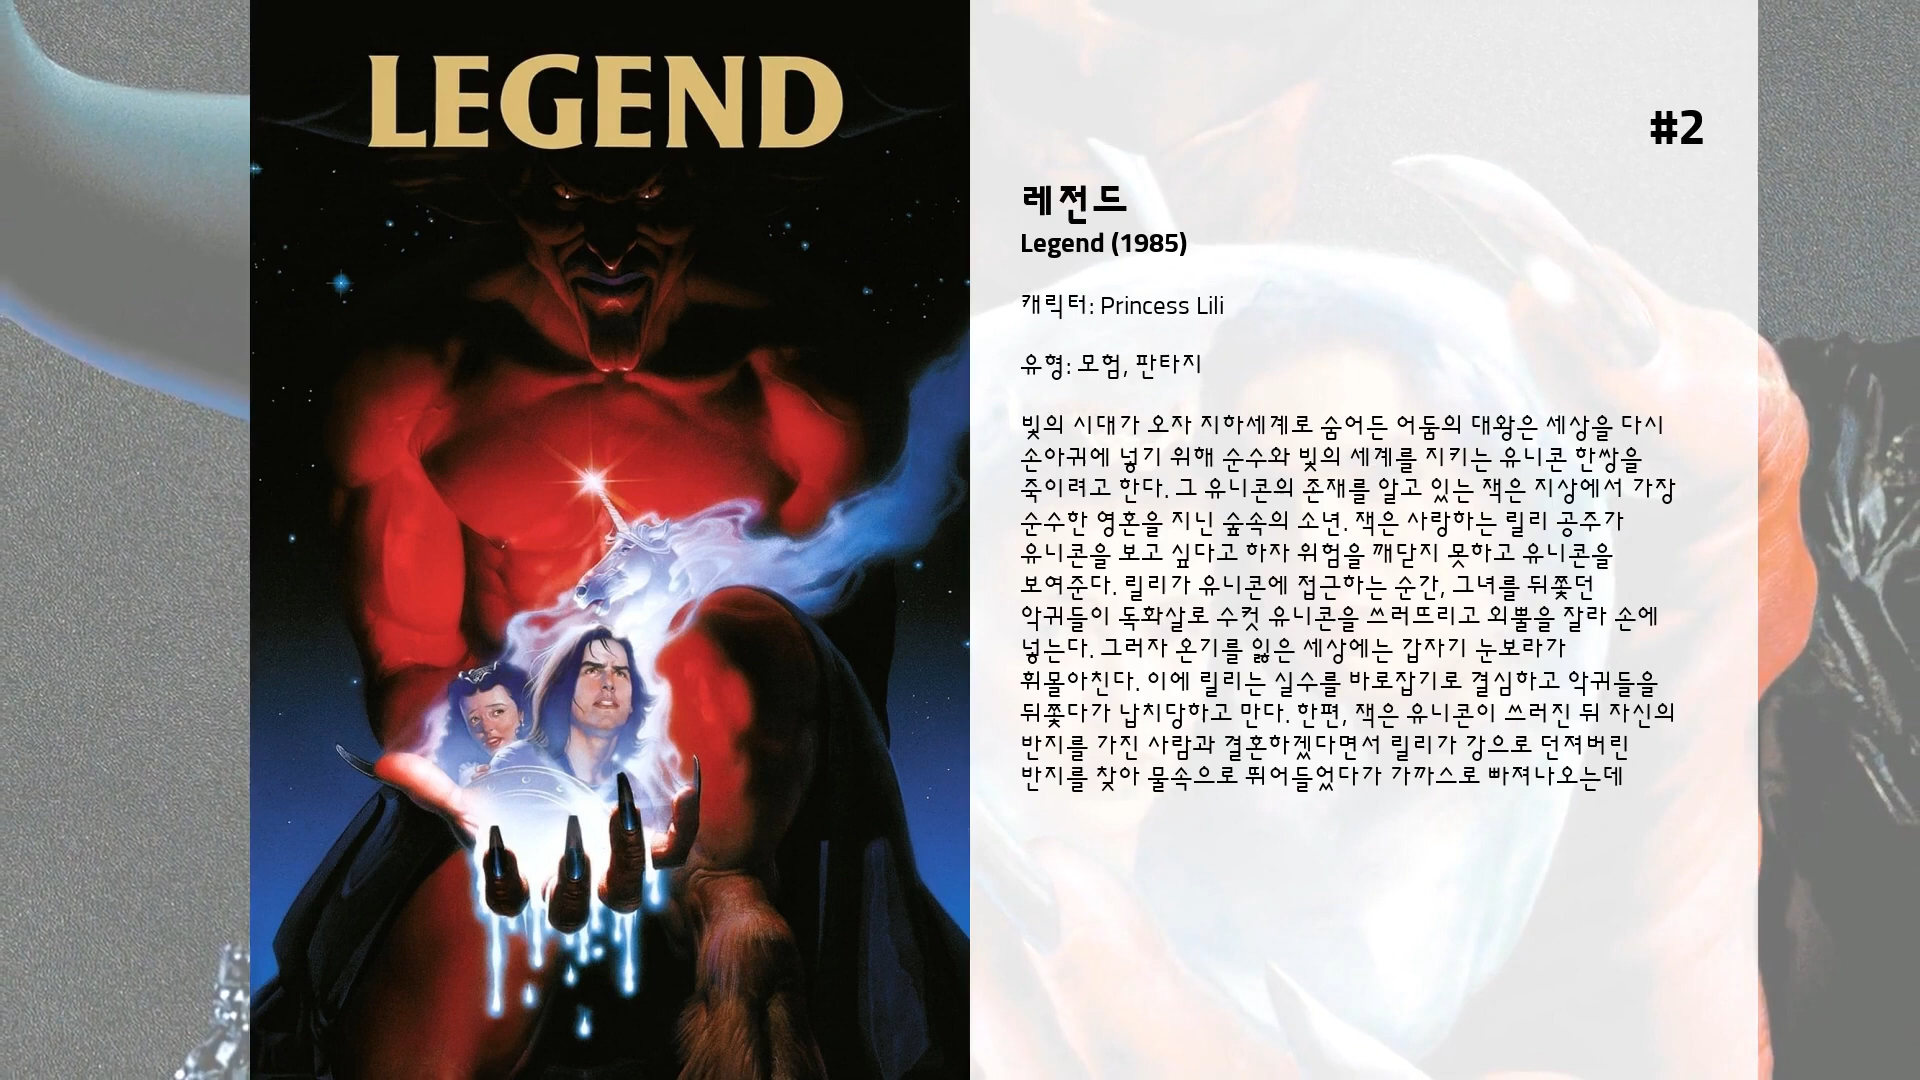 LEGEND
#2
레전드
Legend (1985)
캐릭터: Princess Lili
유형: 모험, 판타지
빛의 시대가 오자 지하세계로 숨어든 어둠의 대왕은 세상을 다시
손아귀에 넣기 위해 순수와 빛의 세계를 지키는 유니콘 한쌍을
죽이려고 한다. 그 유니콘의 존재를 알고 있는 잭은 지상에서 가장
순수한 영혼을 지닌 숲속의 소년. 잭은 사랑하는 릴리 공주가
유니콘을 보고 싶다고 하자 위험을 깨닫지 못하고 유니콘을
보여준다. 릴리가 유니콘에 접근하는 순간, 그녀를 뒤쫓던
악귀들이 독화살로 수컷 유니콘을 쓰러뜨리고 외뿔을 잘라 손에
넣는다. 그러자 온기를 잃은 세상에는 갑자기 눈보라가
휘몰아친다. 이에 릴리는 실수를 바로잡기로 결심하고 악귀들을
뒤쫓다가 납치당하고 만다. 한편, 잭은 유니콘이 쓰러진 뒤 자신의
반지를 가진 사람과 결혼하겠다면서 릴리가 강으로 던져버린
반지를 찾아 물속으로 뛰어들었다가 가까스로 빠져나오는데